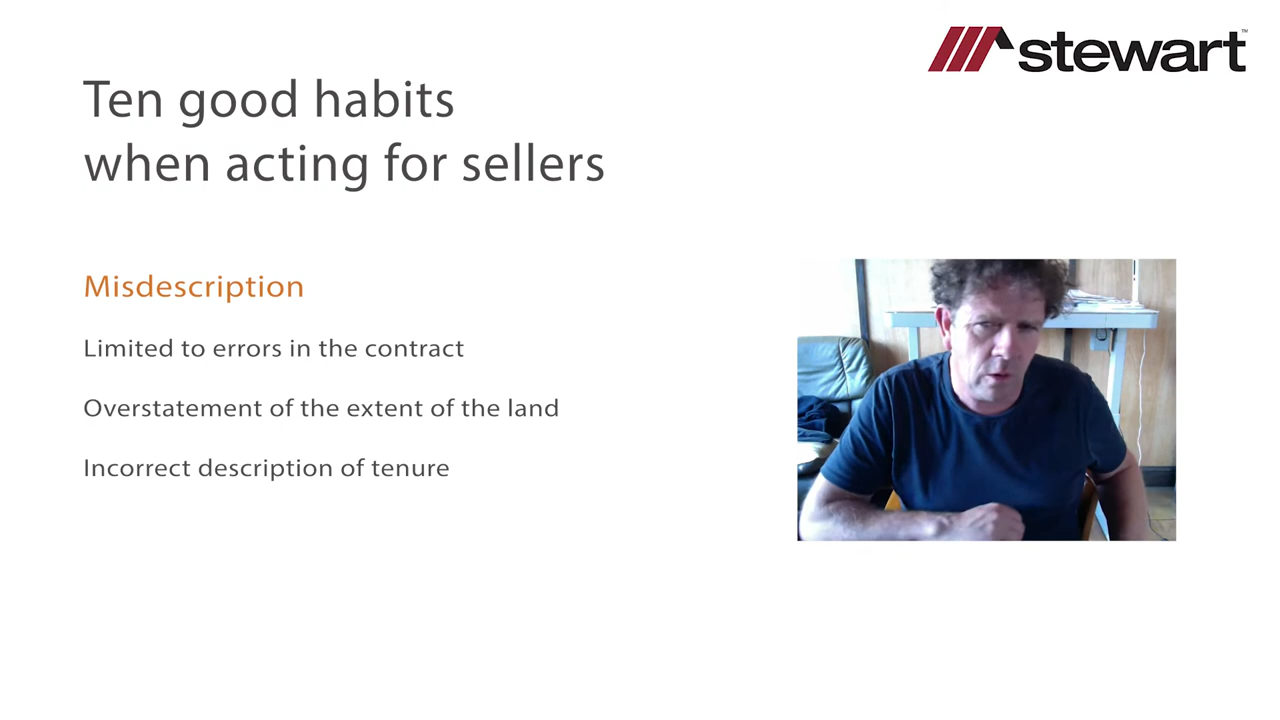 stewart™
Ten good habits
when acting for sellers
Misdescription
Limited to errors in the contract
Overstatement of the extent of the land
Incorrect description of tenure